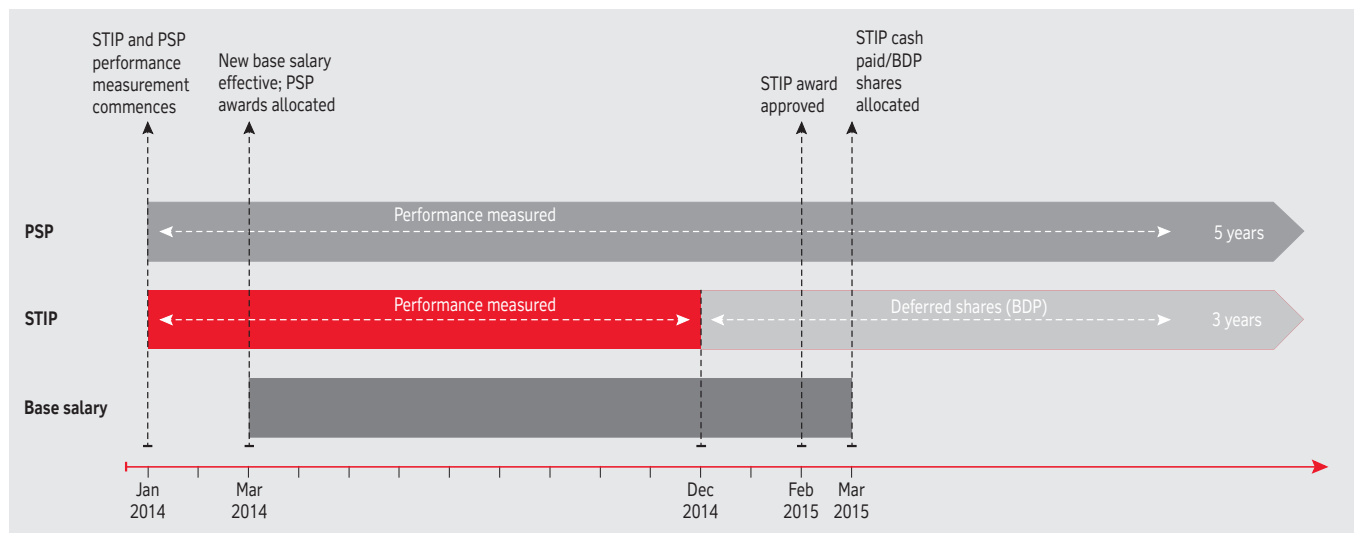 STIP and PSP
performance
measurement
commences
New base salary
effective; PSP
awards allocated
STIP award
approved
STIP cash
paid/BDP
shares
allocated
PSP
Performance measured
5 years
STIP
Performance measured
Deferred shares (BDP)
3 years
Base salary
Jan
2014
Mar
2014
Dec
2014
Feb
2015
Mar
2015